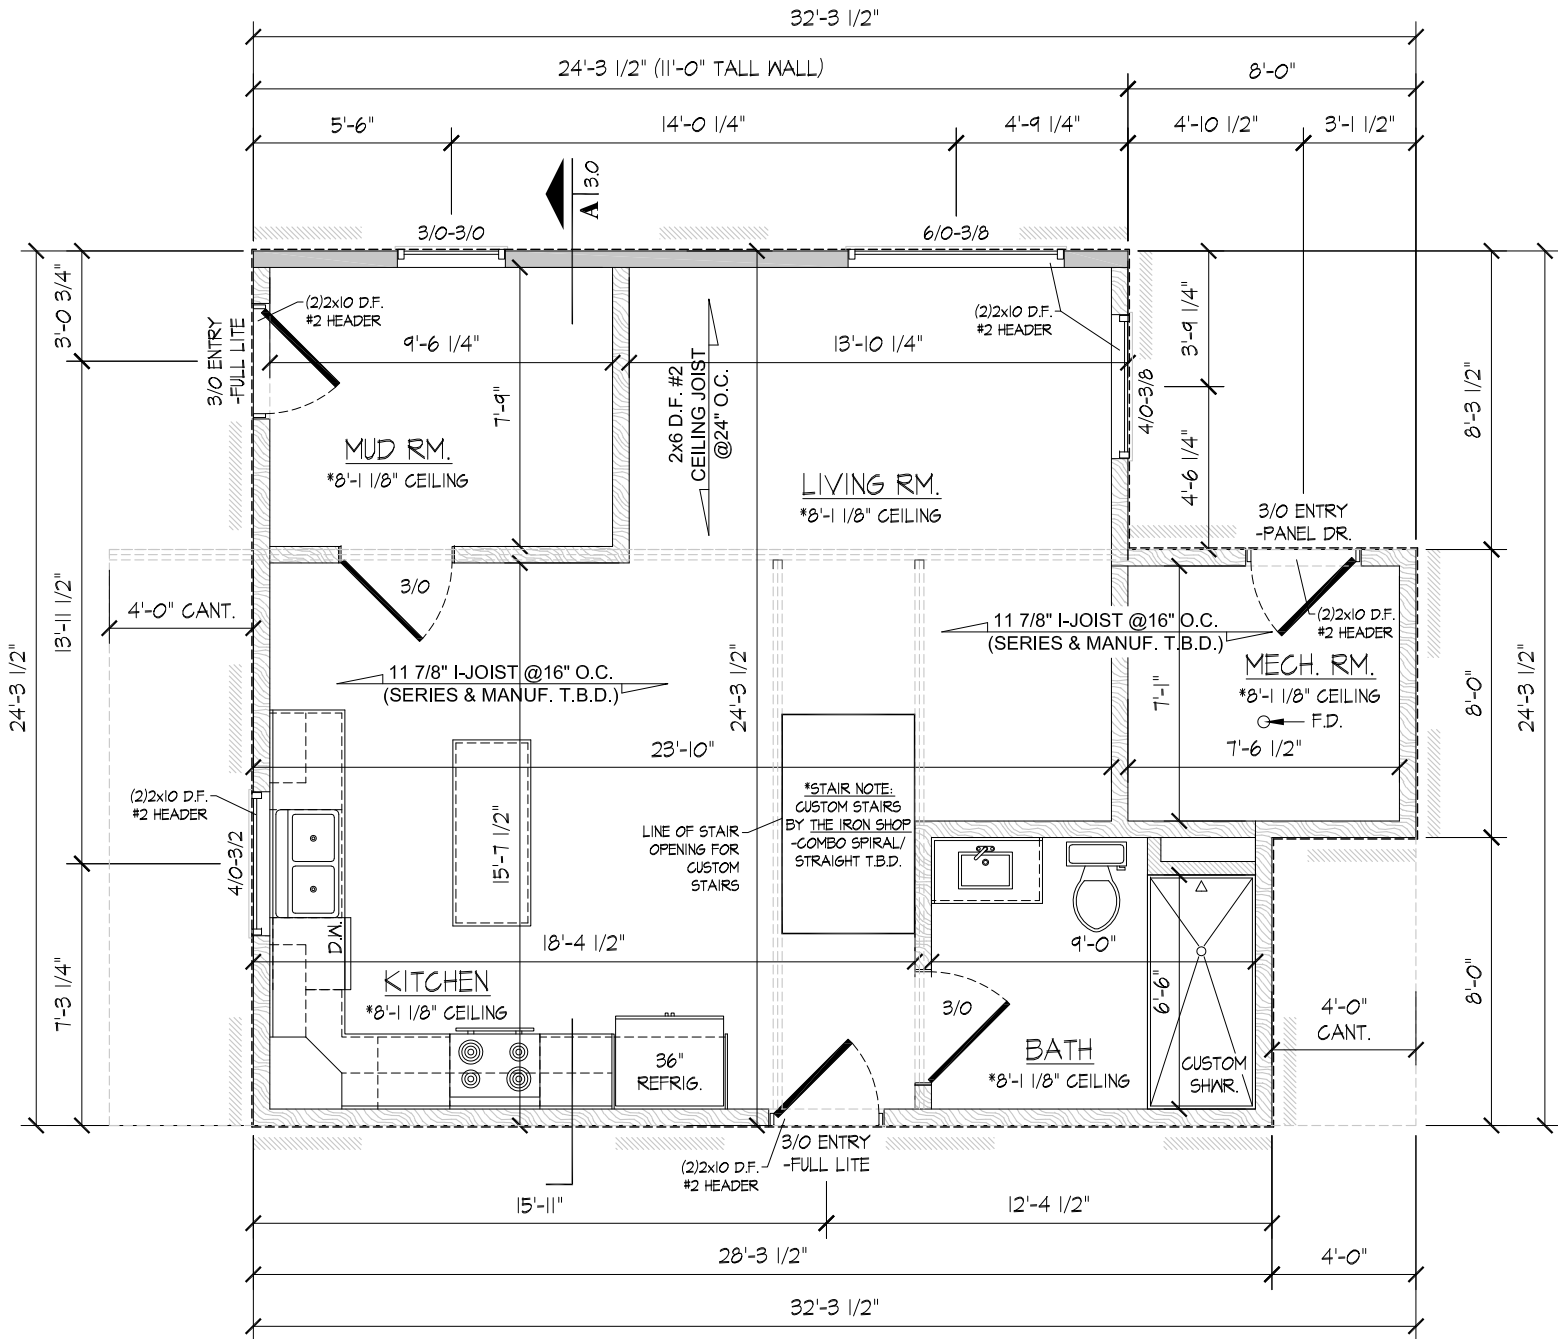 32'-3 1/2"
24'-3 1/2" (11'-0" TALL WALL)
8'-0"
5'-6"
14'-0 1/4"
4'-9 1/4"
4'-10 1/2"
3'-1 1/2"
A 3.0
3/0-3/0
6/0-3/8
3'-0 3/4"
3/0 ENTRY
-FULL LITE
(2)2x10 D.F.
#2 HEADER
9'-6 1/4"
7'-9"
MUD RM.
*8'-1 1/8" CEILING
2x6 D.F. #2
CEILING JOIST
@24" O.C.
13'-10 1/4"
(2)2x10 D.F.
#2 HEADER
LIVING RM.
*8'-1 1/8" CEILING
4/0-3/8
3'-9 1/4"
4'-6 1/4"
8'-3 1/2"
3/0 ENTRY
-PANEL DR.
3/0
4'-0" CANT.
13'-11 1/2"
24'-3 1/2"
11 7/8" I-JOIST @16" O.C.
(SERIES & MANUF. T.B.D.)
24'-3 1/2"
11 7/8" I-JOIST @16" O.C.
(SERIES & MANUF. T.B.D.)
(2)2x10 D.F.
#2 HEADER
MECH. RM.
*8'-1 1/8" CEILING
F.D.
7'-1"
7'-6 1/2"
8'-0"
24'-3 1/2"
23'-10"
(2)2x10 D.F.
#2 HEADER
4/0-3/2
15'-7 1/2"
LINE OF STAIR
OPENING FOR
CUSTOM
STAIRS
*STAIR NOTE:
CUSTOM STAIRS
BY THE IRON SHOP
-COMBO SPIRAL/
STRAIGHT T.B.D.
D.W.
18'-4 1/2"
9'-0"
6'-6"
7'-3 1/4"
KITCHEN
*8'-1 1/8" CEILING
36"
REFRIG.
3/0
BATH
*8'-1 1/8" CEILING
CUSTOM
SHWR.
4'-0"
CANT.
8'-0"
3/0 ENTRY
-FULL LITE
(2)2x10 D.F.
#2 HEADER
15'-11"
12'-4 1/2"
28'-3 1/2"
4'-0"
32'-3 1/2"